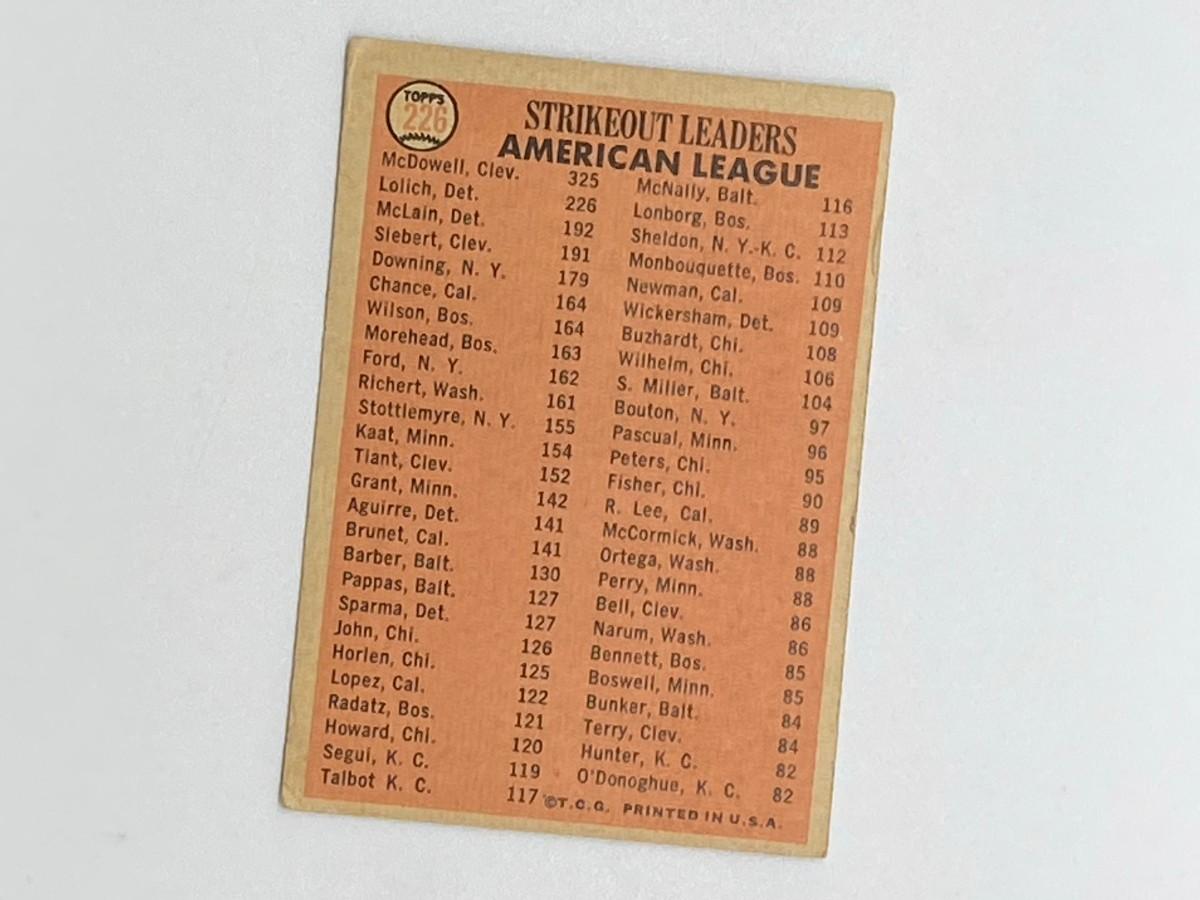 TOPPS
226
STRIKEOUT LEADERS
AMERICAN LEAGUE
McDowell, Clev. 325
Lolich, Det. 226
McLain, Det. 192
Siebert, Clev. 191
Downing, N. Y. 179
Chance, Cal. 164
Wilson, Bos. 164
Morehead, Bos. 163
Ford, N. Y. 162
Richert, Wash. 161
Stottlemyre, N. Y. 155
Kaat, Minn. 154
Tiant, Clev. 152
Grant, Minn. 142
Aguirre, Det. 141
Brunet, Cal. 141
Barber, Balt. 130
Pappas, Balt. 127
Sparma, Det. 127
John, Chi. 126
Horlen, Chi. 125
Lopez, Cal. 122
Radatz, Bos. 121
Howard, Chi. 120
Segui, K. C. 119
Talbot K. C. 117
McNally, Balt. 116
Lonborg, Bos. 113
Sheldon, N. Y.-K. C. 112
Monbouquette, Bos. 110
Newman, Cal. 109
Wickersham, Det. 109
Buzhardt, Chi. 108
Wilhelm, Chi. 106
S. Miller, Balt. 104
Bouton, N. Y. 97
Pascual, Minn. 96
Peters, Chi. 95
Fisher, Chi. 90
R. Lee, Cal. 89
McCormick, Wash. 88
Ortega, Wash. 88
Perry, Minn. 88
Bell, Clev. 86
Narum, Wash. 86
Bennett, Bos. 85
Boswell, Minn. 85
Bunker, Balt. 84
Terry, Clev. 84
Hunter, K. C. 82
O'Donoghue, K. C. 82
©T.C.G. PRINTED IN U.S.A.